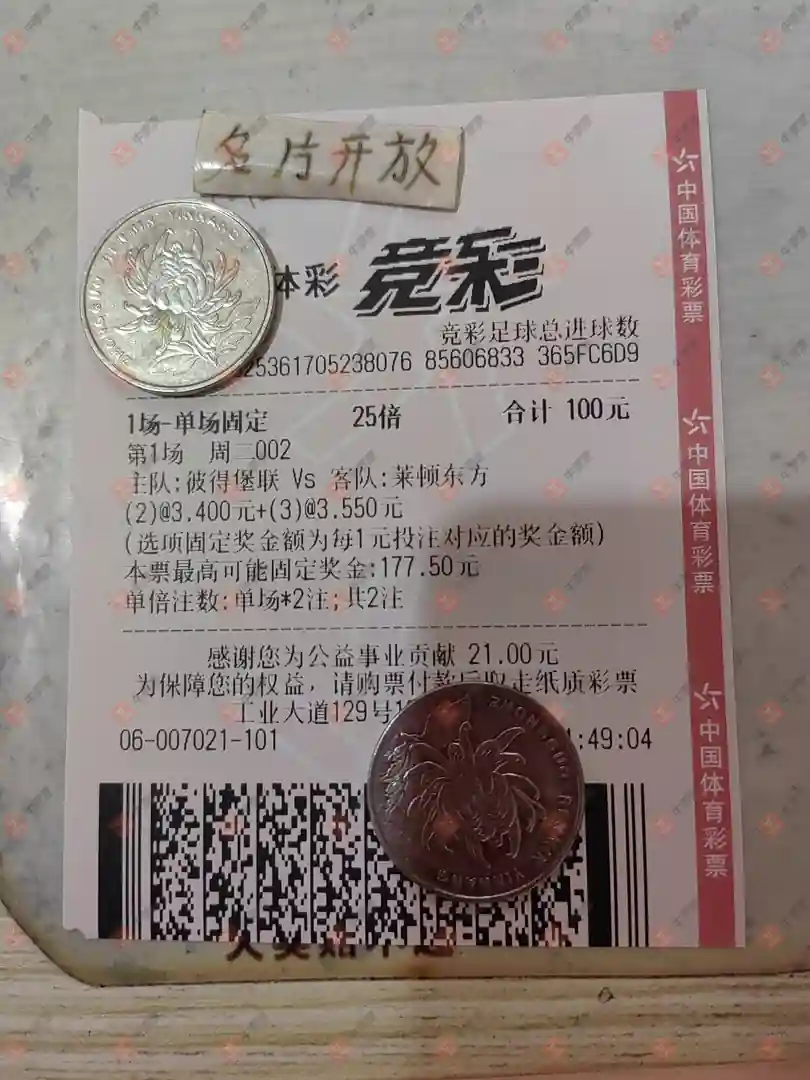 名片开放
体彩 竞彩
竞彩足球总进球数
25361705238076 85606833 365FC6D9
1场-单场固定 25倍 合计 100元
第1场 周二002
主队:彼得堡联 Vs 客队:莱顿东方
(2)@3.400元+(3)@3.550元
(选项固定奖金额为每1元投注对应的奖金额)
本票最高可能固定奖金:177.50元
单倍注数:单场*2注;共2注
感谢您为公益事业贡献 21.00元
为保障您的权益，请购票付款后取走纸质彩票
工业大道129号1
06-007021-101 :49:04
中国体育彩票
中国体育彩票
中国体育彩票